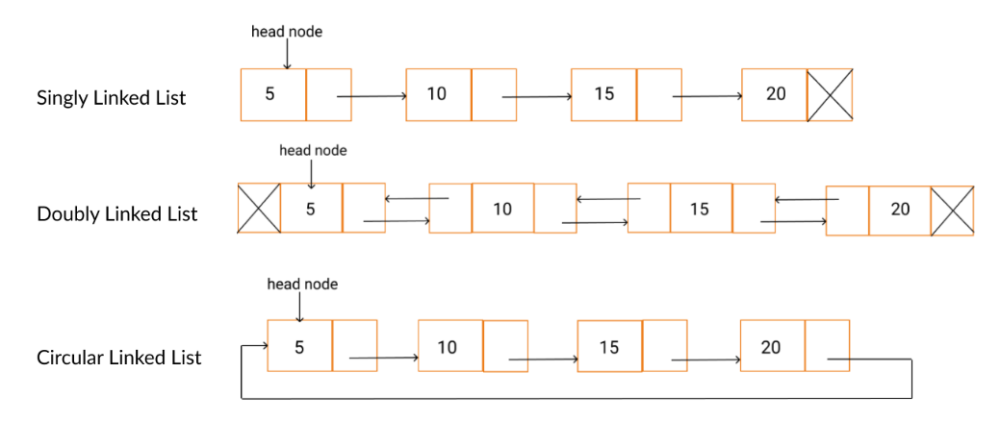 head node
Singly Linked List
5 10 15 20
head node
Doubly Linked List
5 10 15 20
head node
Circular Linked List
5 10 15 20